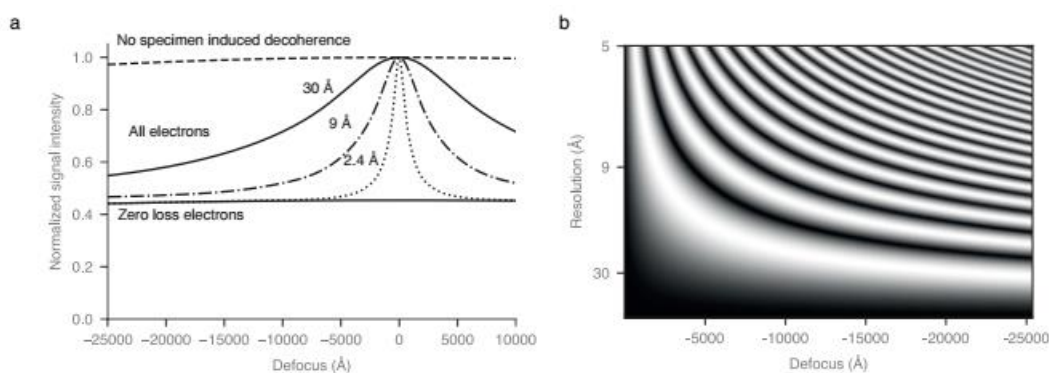 a
No specimen induced decoherence
Normalized signal intensity
1.0
0.8
0.6
0.4
0.2
0.0
30 Å
All electrons
9 Å
2.4 Å
Zero loss electrons
–25000 –20000 –15000 –10000 –5000 0 5000 10000
Defocus (Å)
b
Resolution (Å)
5
9
30
-5000 -10000 -15000 -20000 -25000
Defocus (Å)